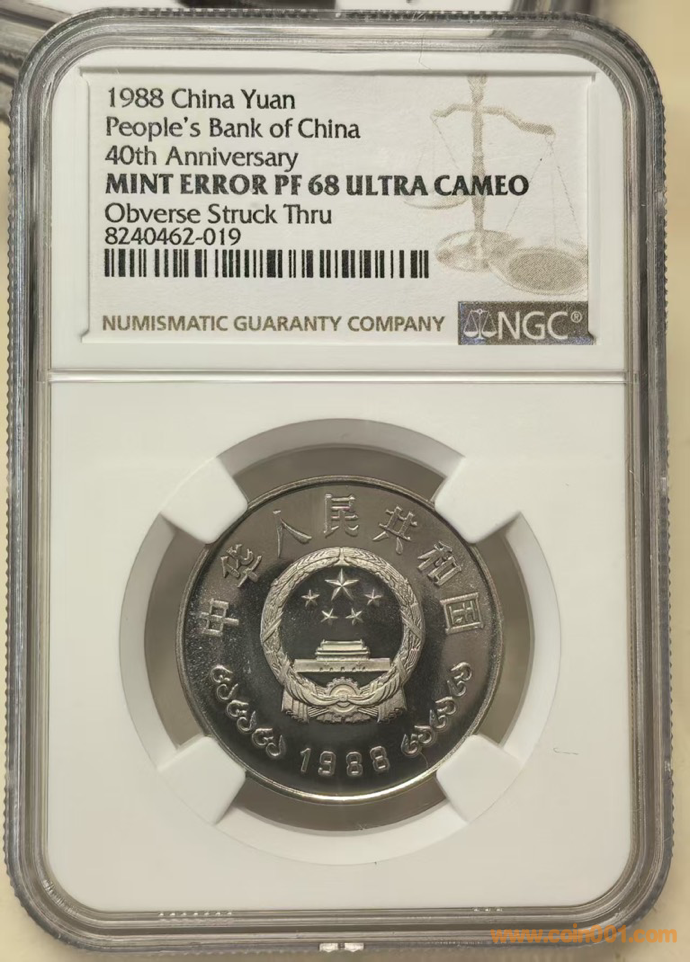 1988 China Yuan
People's Bank of China
40th Anniversary
MINT ERROR PF 68 ULTRA CAMEO
Obverse Struck Thru
8240462-019
NUMISMATIC GUARANTY COMPANY
NGC®
中华人民共和国
1988
www.coin001.com